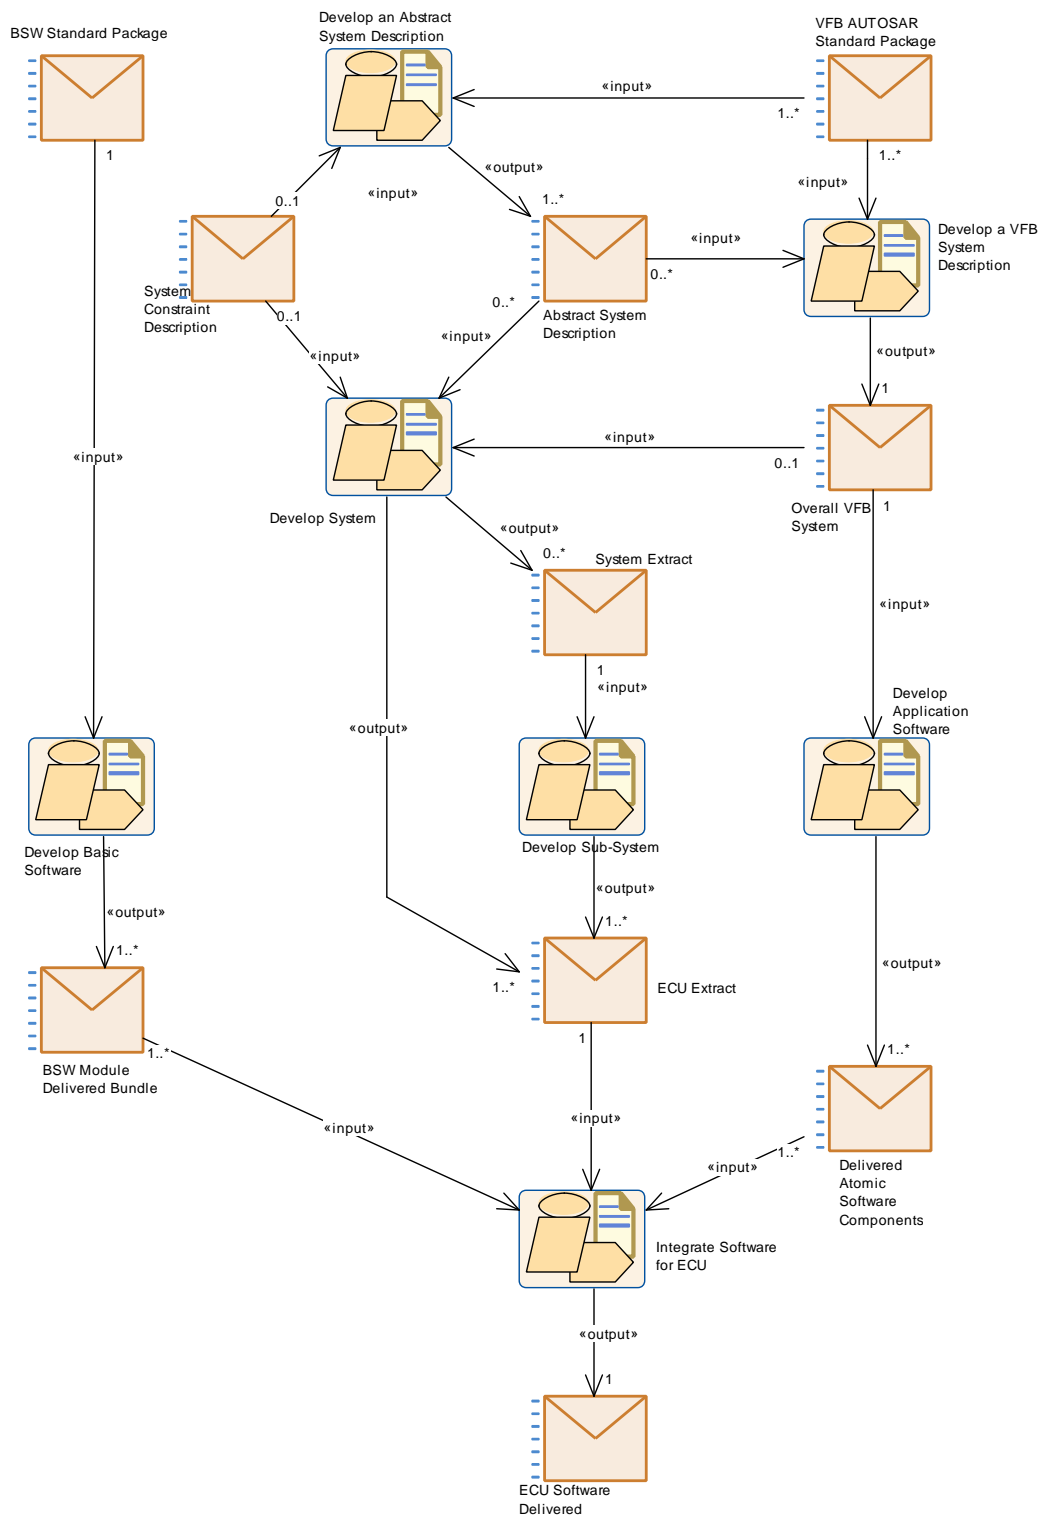 BSW Standard Package
Develop an Abstract
System Description
VFB AUTOSAR
Standard Package
«input»
1..*
1
1..*
«output»
«input»
«input»
0..1
1..*
Develop a VFB
System
Description
«input»
0..*
System
Constraint
Description
0..1
0..*
Abstract System
Description
«input»
«input»
«output»
1
«input»
«input»
0..1
Develop System
Overall VFB
System
1
«output»
0..*
System Extract
«input»
1
«input»
Develop
Application
Software
«output»
Develop Basic
Software
Develop Sub-System
«output»
«output»
1..*
1..*
«output»
1..*
ECU Extract
1
1..*
1..*
BSW Module
Delivered Bundle
«input»
«input»
«input»
1..*
Delivered
Atomic
Software
Components
Integrate Software
for ECU
«output»
1
ECU Software
Delivered